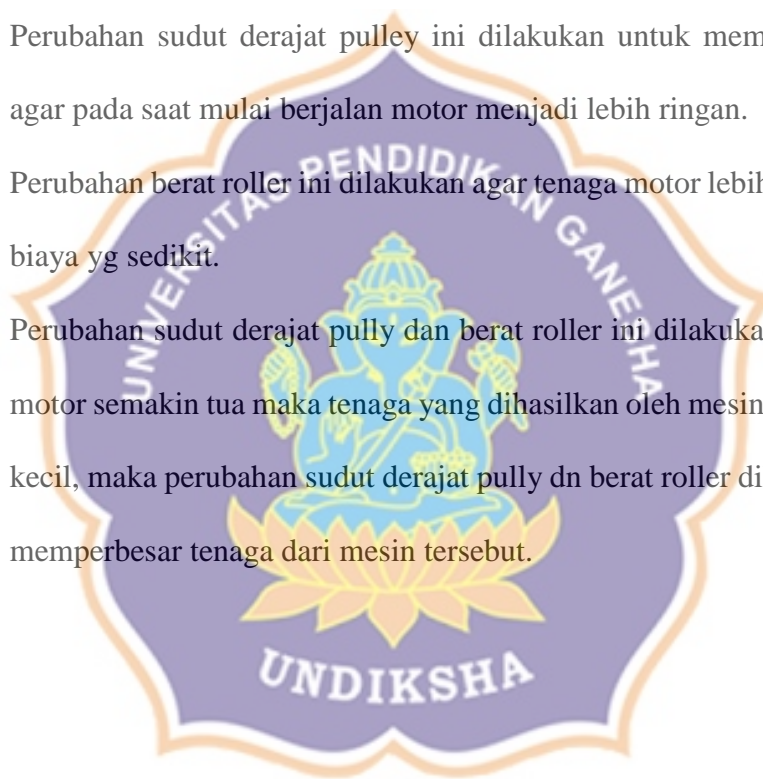 Perubahan sudut derajat pulley ini dilakukan untuk mem
agar pada saat mulai berjalan motor menjadi lebih ringan.
Perubahan berat roller ini dilakukan agar tenaga motor lebih
biaya yg sedikit.
Perubahan sudut derajat pully dan berat roller ini dilakuka
motor semakin tua maka tenaga yang dihasilkan oleh mesin
kecil, maka perubahan sudut derajat pully dn berat roller di
memperbesar tenaga dari mesin tersebut.
UNIVERSITAS PENDIDIKAN GANESHA
UNDIKSHA